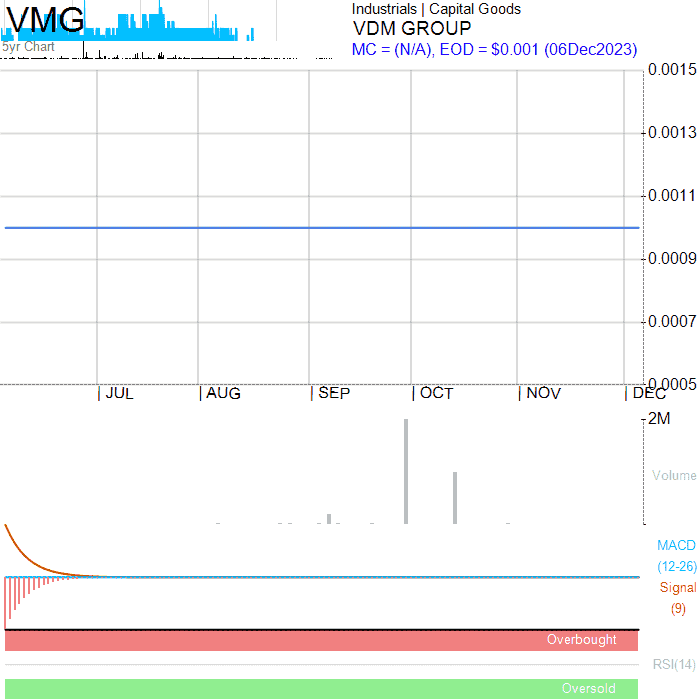 VMG
5yr Chart
Industrials | Capital Goods
VDM GROUP
MC = (N/A), EOD = $0.001 (06Dec2023)
0.0015
0.0013
0.0011
0.0009
0.0007
0.0005
JUL AUG SEP OCT NOV DEC
2M
Volume
MACD
(12-26)
Signal
(9)
Overbought
RSI(14)
Oversold